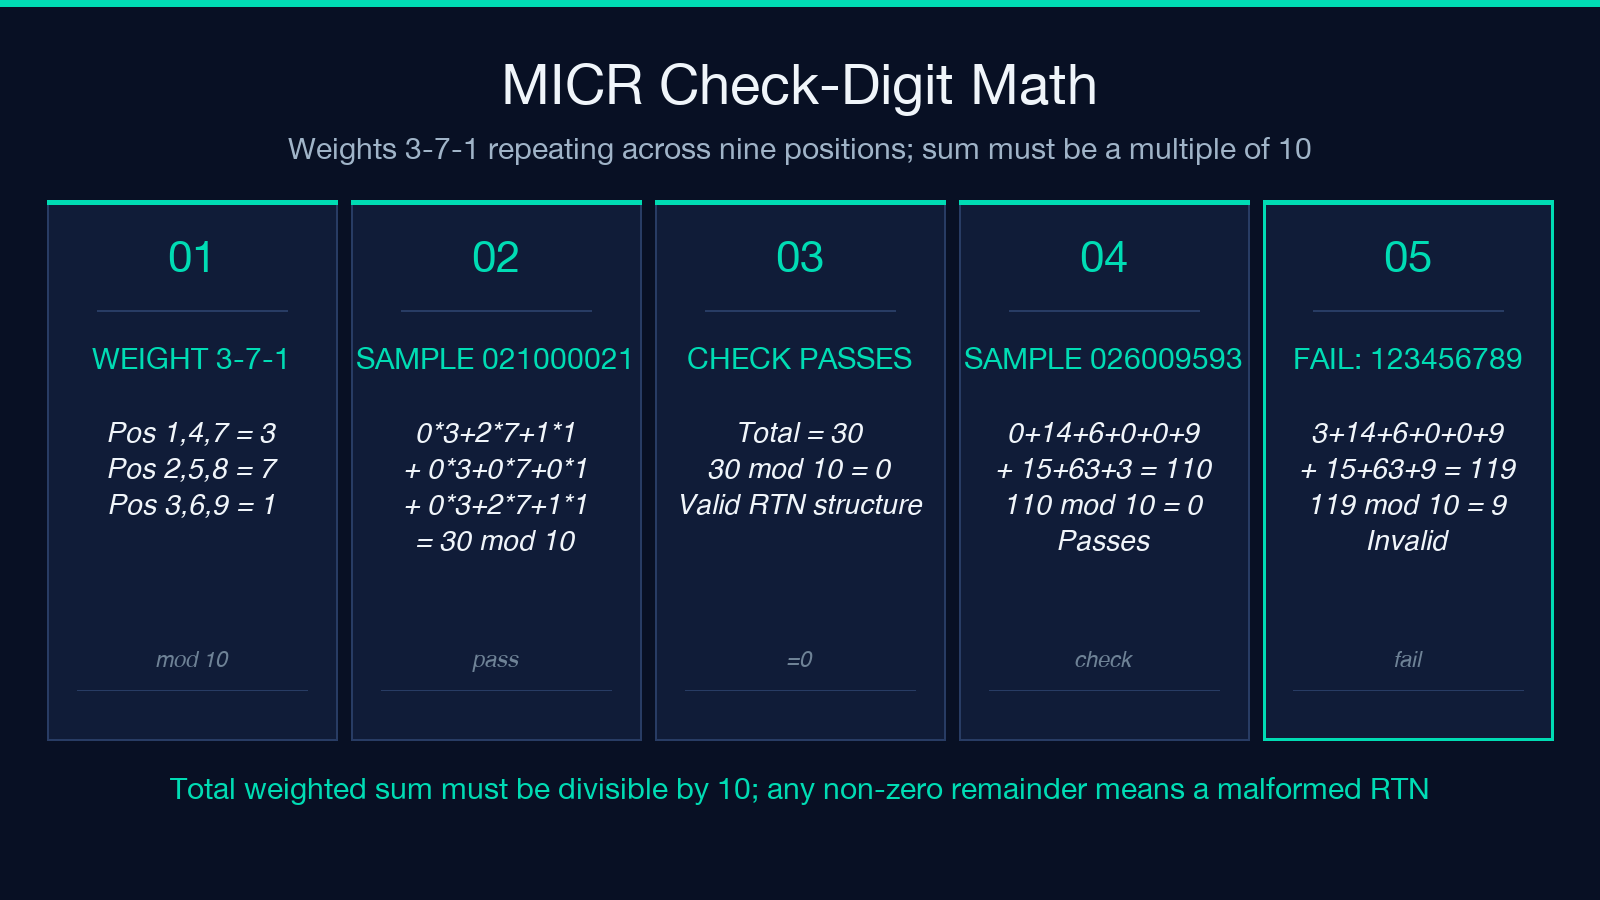 MICR Check-Digit Math
Weights 3-7-1 repeating across nine positions; sum must be a multiple of 10
01
WEIGHT 3-7-1
Pos 1,4,7 = 3
Pos 2,5,8 = 7
Pos 3,6,9 = 1
mod 10
02
SAMPLE 021000021
0*3+2*7+1*1
+ 0*3+0*7+0*1
+ 0*3+2*7+1*1
= 30 mod 10
pass
03
CHECK PASSES
Total = 30
30 mod 10 = 0
Valid RTN structure
=0
04
SAMPLE 026009593
0+14+6+0+0+9
+ 15+63+3 = 110
110 mod 10 = 0
Passes
check
05
FAIL: 123456789
3+14+6+0+0+9
+ 15+63+9 = 119
119 mod 10 = 9
Invalid
fail
Total weighted sum must be divisible by 10; any non-zero remainder means a malformed RTN